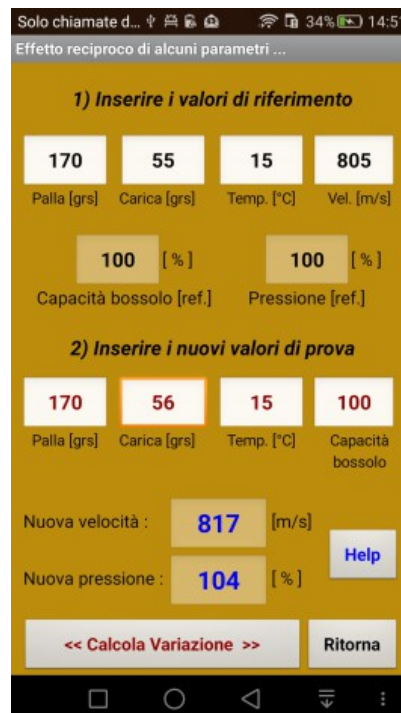 Solo chiamate d... 34% 14:51
Effetto reciproco di alcuni parametri ...
1) Inserire i valori di riferimento
170 55 15 805
Palla [grs] Carica [grs] Temp. [°C] Vel. [m/s]
100 [ % ] 100 [ % ]
Capacità bossolo [ref.] Pressione [ref.]
2) Inserire i nuovi valori di prova
170 56 15 100
Palla [grs] Carica [grs] Temp. [°C] Capacità
bossolo
Nuova velocità : 817 [m/s]
Help
Nuova pressione : 104 [ % ]
<< Calcola Variazione >> Ritorna